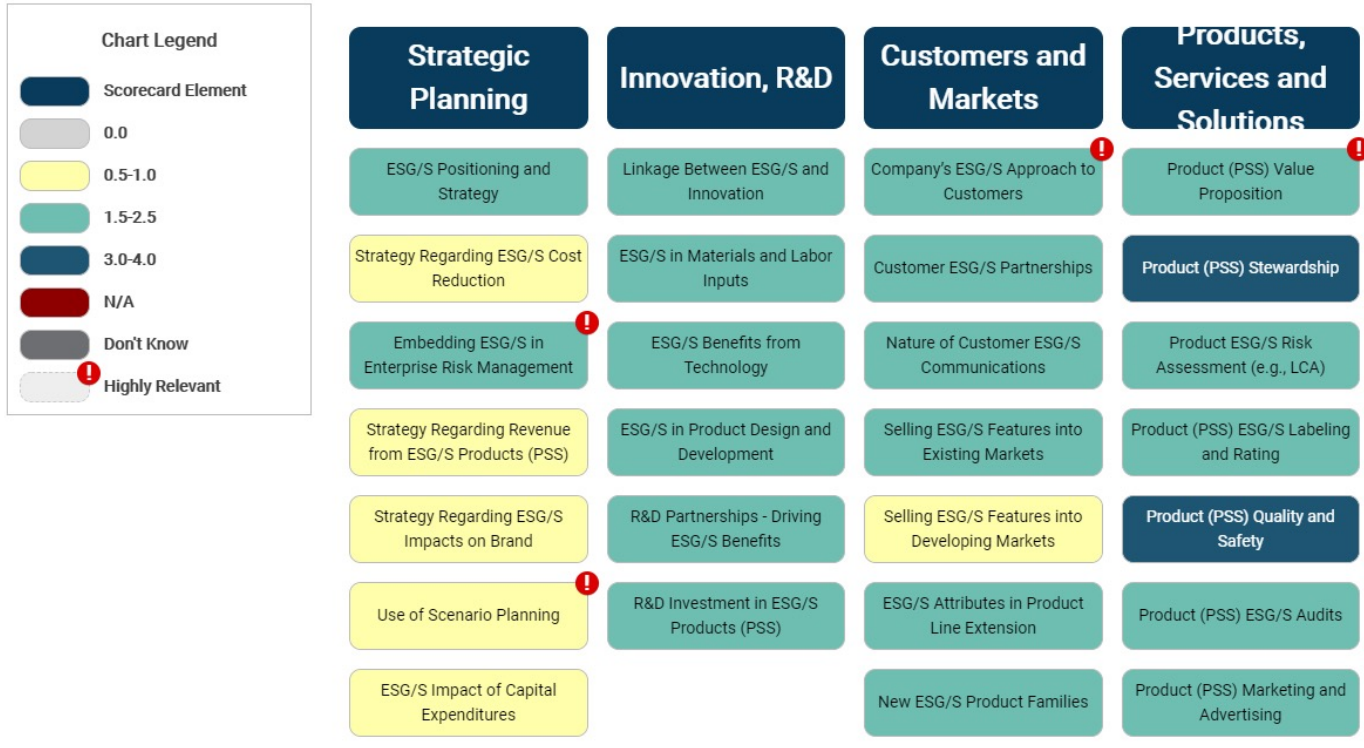 Chart Legend
Scorecard Element
0.0
0.5-1.0
1.5-2.5
3.0-4.0
N/A
Don't Know
!
Highly Relevant
Strategic
Planning
ESG/S Positioning and
Strategy
Strategy Regarding ESG/S Cost
Reduction
!
Embedding ESG/S in
Enterprise Risk Management
Strategy Regarding Revenue
from ESG/S Products (PSS)
Strategy Regarding ESG/S
Impacts on Brand
!
Use of Scenario Planning
ESG/S Impact of Capital
Expenditures
Innovation, R&D
Linkage Between ESG/S and
Innovation
ESG/S in Materials and Labor
Inputs
ESG/S Benefits from
Technology
ESG/S in Product Design and
Development
R&D Partnerships - Driving
ESG/S Benefits
R&D Investment in ESG/S
Products (PSS)
Customers and
Markets
!
Company's ESG/S Approach to
Customers
Customer ESG/S Partnerships
Nature of Customer ESG/S
Communications
Selling ESG/S Features into
Existing Markets
Selling ESG/S Features into
Developing Markets
ESG/S Attributes in Product
Line Extension
New ESG/S Product Families
Products,
Services and
Solutions
!
Product (PSS) Value
Proposition
Product (PSS) Stewardship
Product ESG/S Risk
Assessment (e.g., LCA)
Product (PSS) ESG/S Labeling
and Rating
Product (PSS) Quality and
Safety
Product (PSS) ESG/S Audits
Product (PSS) Marketing and
Advertising